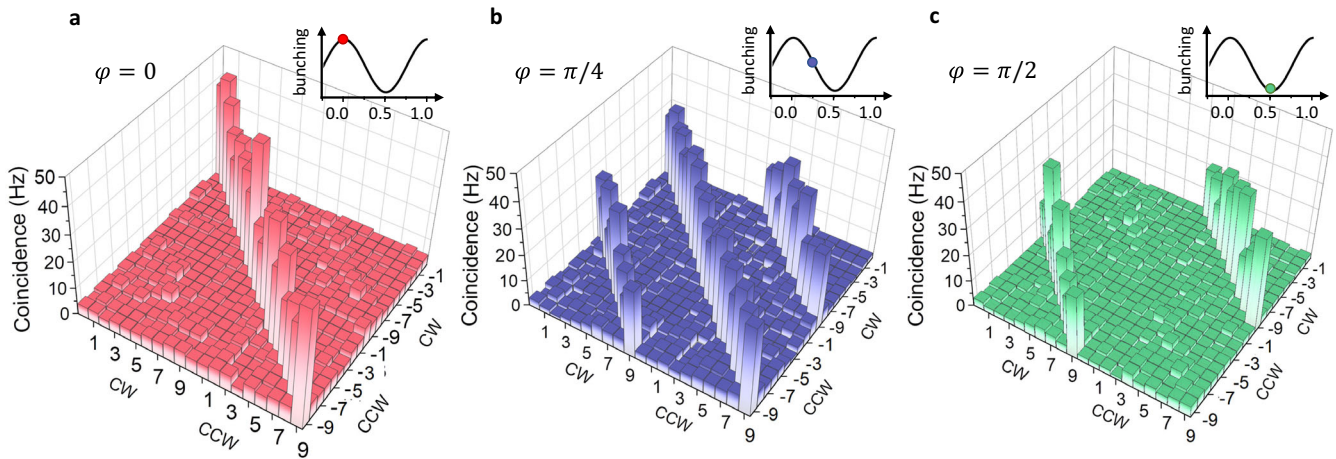 a
φ = 0
bunching
0.0 0.5 1.0
Coincidence (Hz)
50
40
30
20
10
0
1 3 5 7 9 1 3 5 7 9
CW
CCW
-1
-3
-5
-7
-9
-1
-3
-5
-7
-9
CW
CCW
b
φ = π/4
bunching
0.0 0.5 1.0
Coincidence (Hz)
50
40
30
20
10
0
1 3 5 7 9 1 3 5 7 9
CW
CCW
-1
-3
-5
-7
-9
-1
-3
-5
-7
-9
CW
CCW
c
φ = π/2
bunching
0.0 0.5 1.0
Coincidence (Hz)
50
40
30
20
10
0
1 3 5 7 9 1 3 5 7 9
CW
CCW
-1
-3
-5
-7
-9
-1
-3
-5
-7
-9
CW
CCW